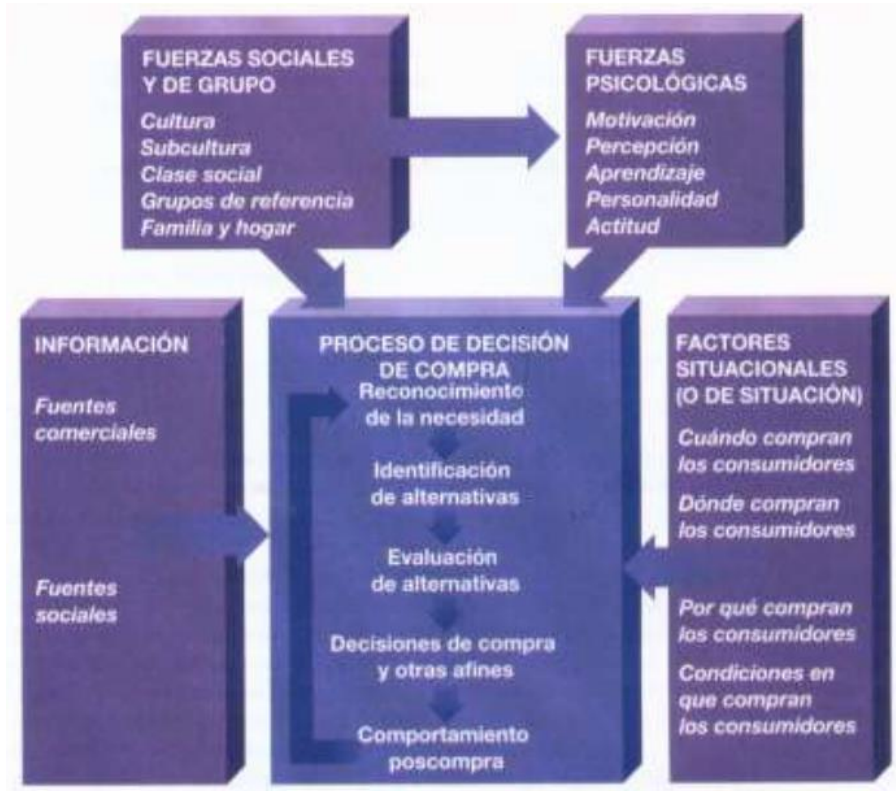 FUERZAS SOCIALES
Y DE GRUPO
Cultura
Subcultura
Clase social
Grupos de referencia
Familia y hogar
FUERZAS
PSICOLÓGICAS
Motivación
Percepción
Aprendizaje
Personalidad
Actitud
INFORMACIÓN
Fuentes
comerciales
Fuentes
sociales
PROCESO DE DECISIÓN
DE COMPRA
Reconocimiento
de la necesidad
Identificación
de alternativas
Evaluación
de alternativas
Decisiones de compra
y otras afines
Comportamiento
poscompra
FACTORES
SITUACIONALES
(O DE SITUACIÓN)
Cuándo compran
los consumidores
Dónde compran
los consumidores
Por qué compran
los consumidores
Condiciones en
que compran
los consumidores